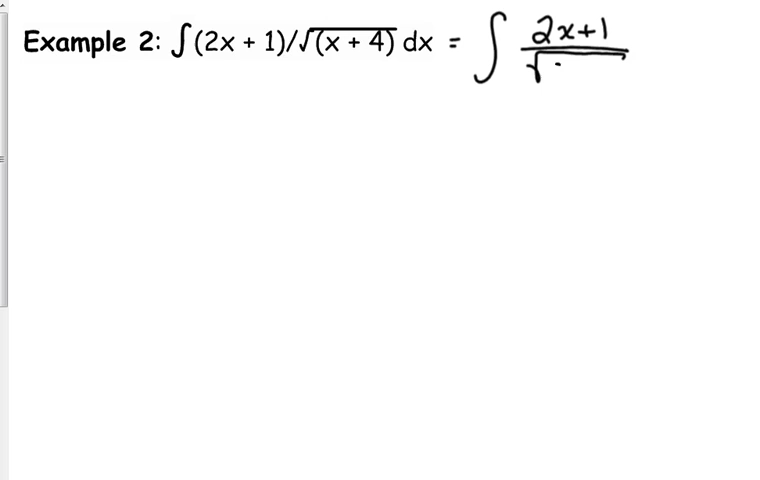 Example 2: ∫(2x + 1)/√(x + 4) dx = ∫ 2x+1
√